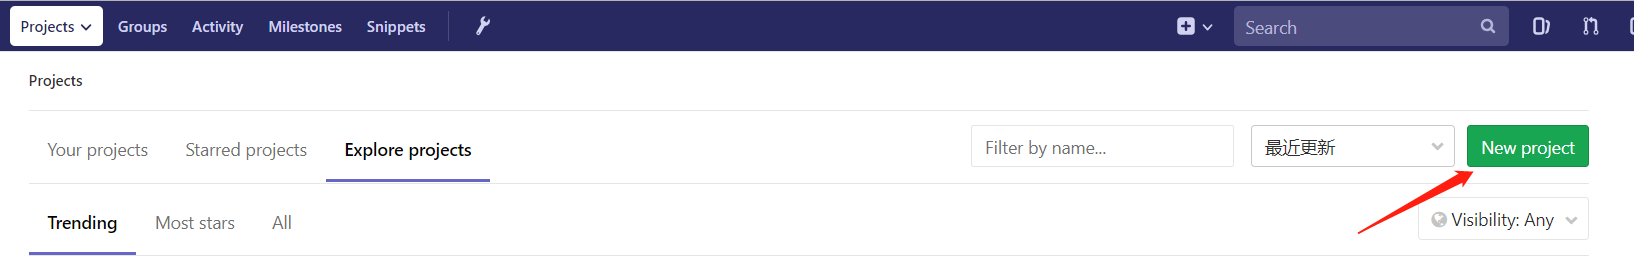 Projects Groups Activity Milestones Snippets Search
Projects
Your projects Starred projects Explore projects Filter by name... 最近更新 New project
Trending Most stars All Visibility: Any